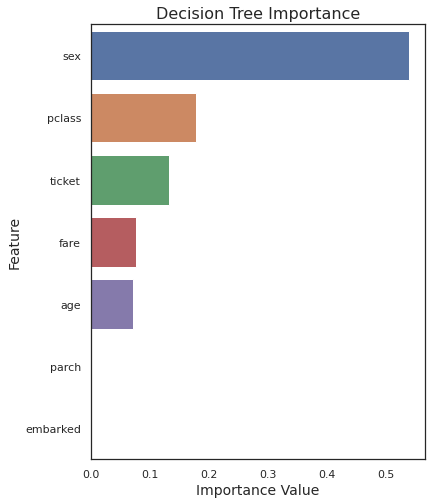 Decision Tree Importance
sex
pclass
ticket
fare
age
parch
embarked
Feature
0.0 0.1 0.2 0.3 0.4 0.5
Importance Value